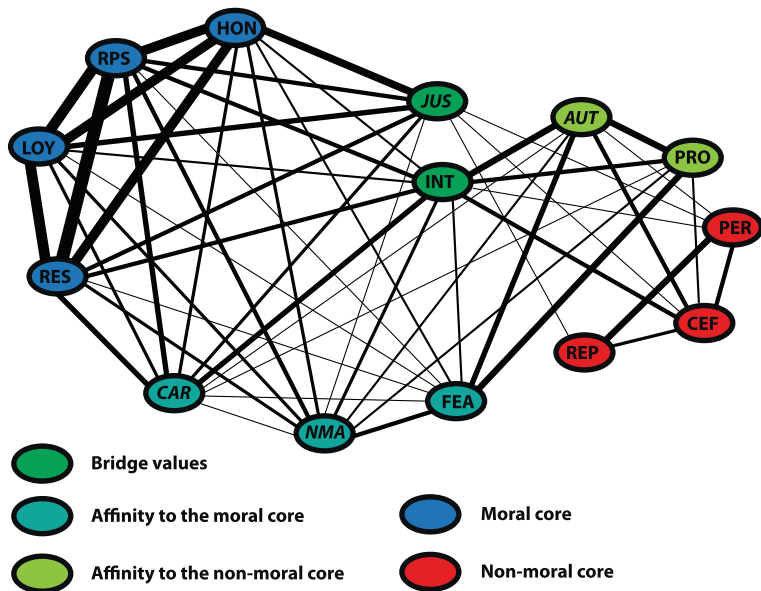 HON
RPS
JUS
AUT
LOY
PRO
INT
PER
RES
CEF
REP
CAR
FEA
NMA
Bridge values
Affinity to the moral core
Moral core
Affinity to the non-moral core
Non-moral core